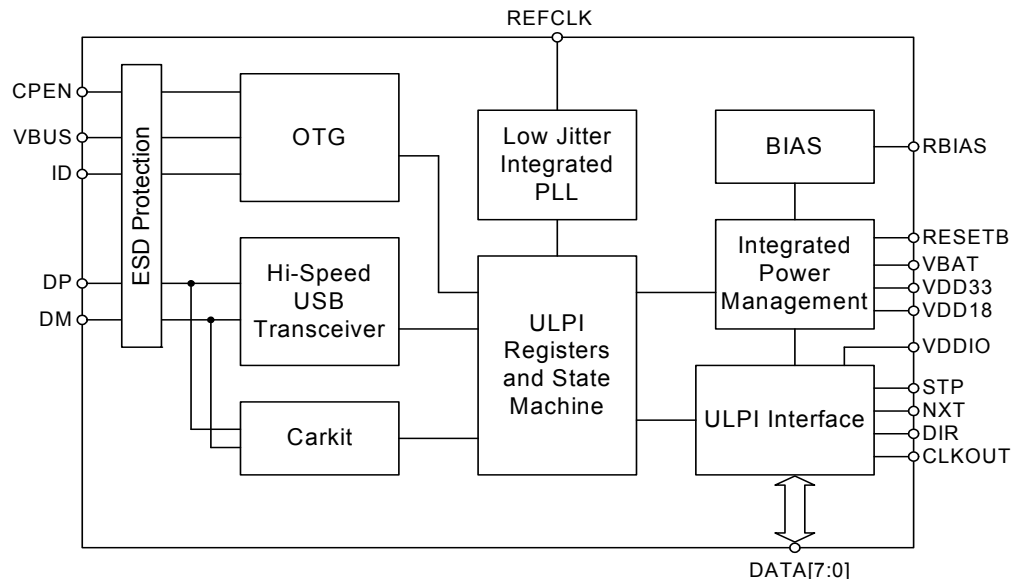 REFCLK
CPEN
VBUS
ID
DP
DM
ESD Protection
OTG
Hi-Speed
USB
Transceiver
Carkit
Low Jitter
Integrated
PLL
ULPI
Registers
and State
Machine
BIAS
Integrated
Power
Management
ULPI Interface
RBIAS
RESETB
VBAT
VDD33
VDD18
VDDIO
STP
NXT
DIR
CLKOUT
DATA[7:0]